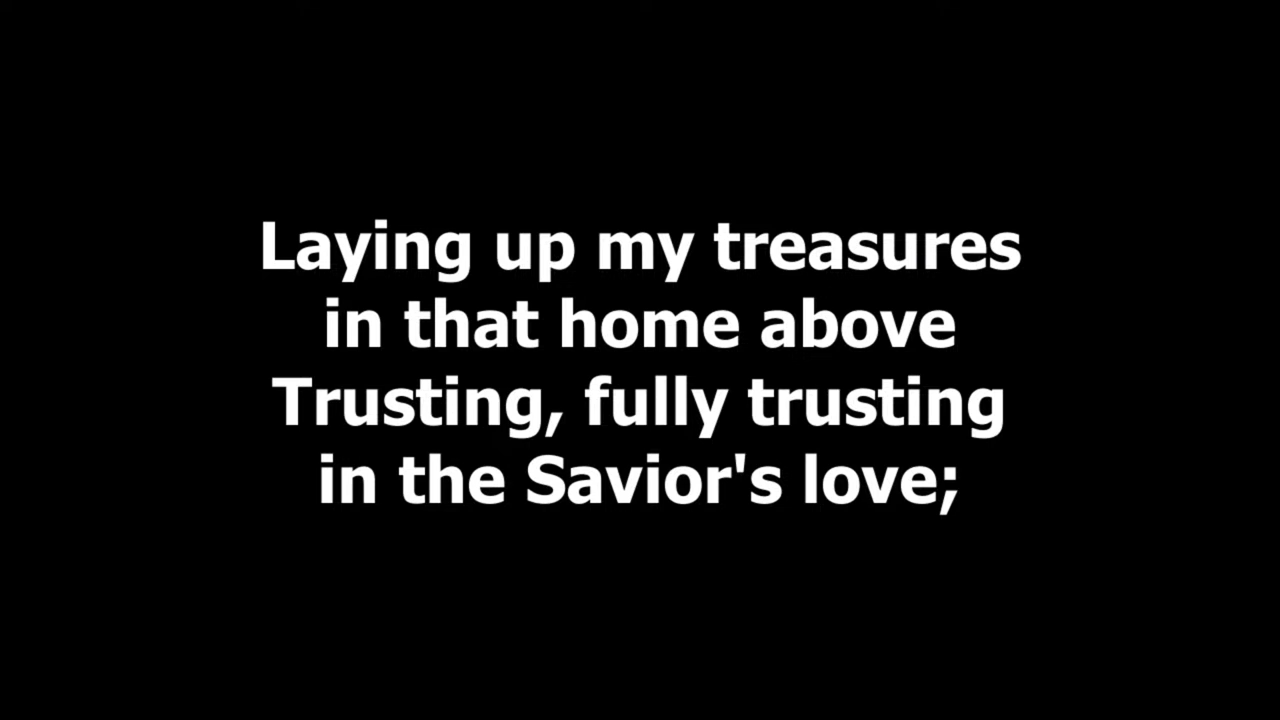 Laying up my treasures
in that home above
Trusting, fully trusting
in the Savior's love;